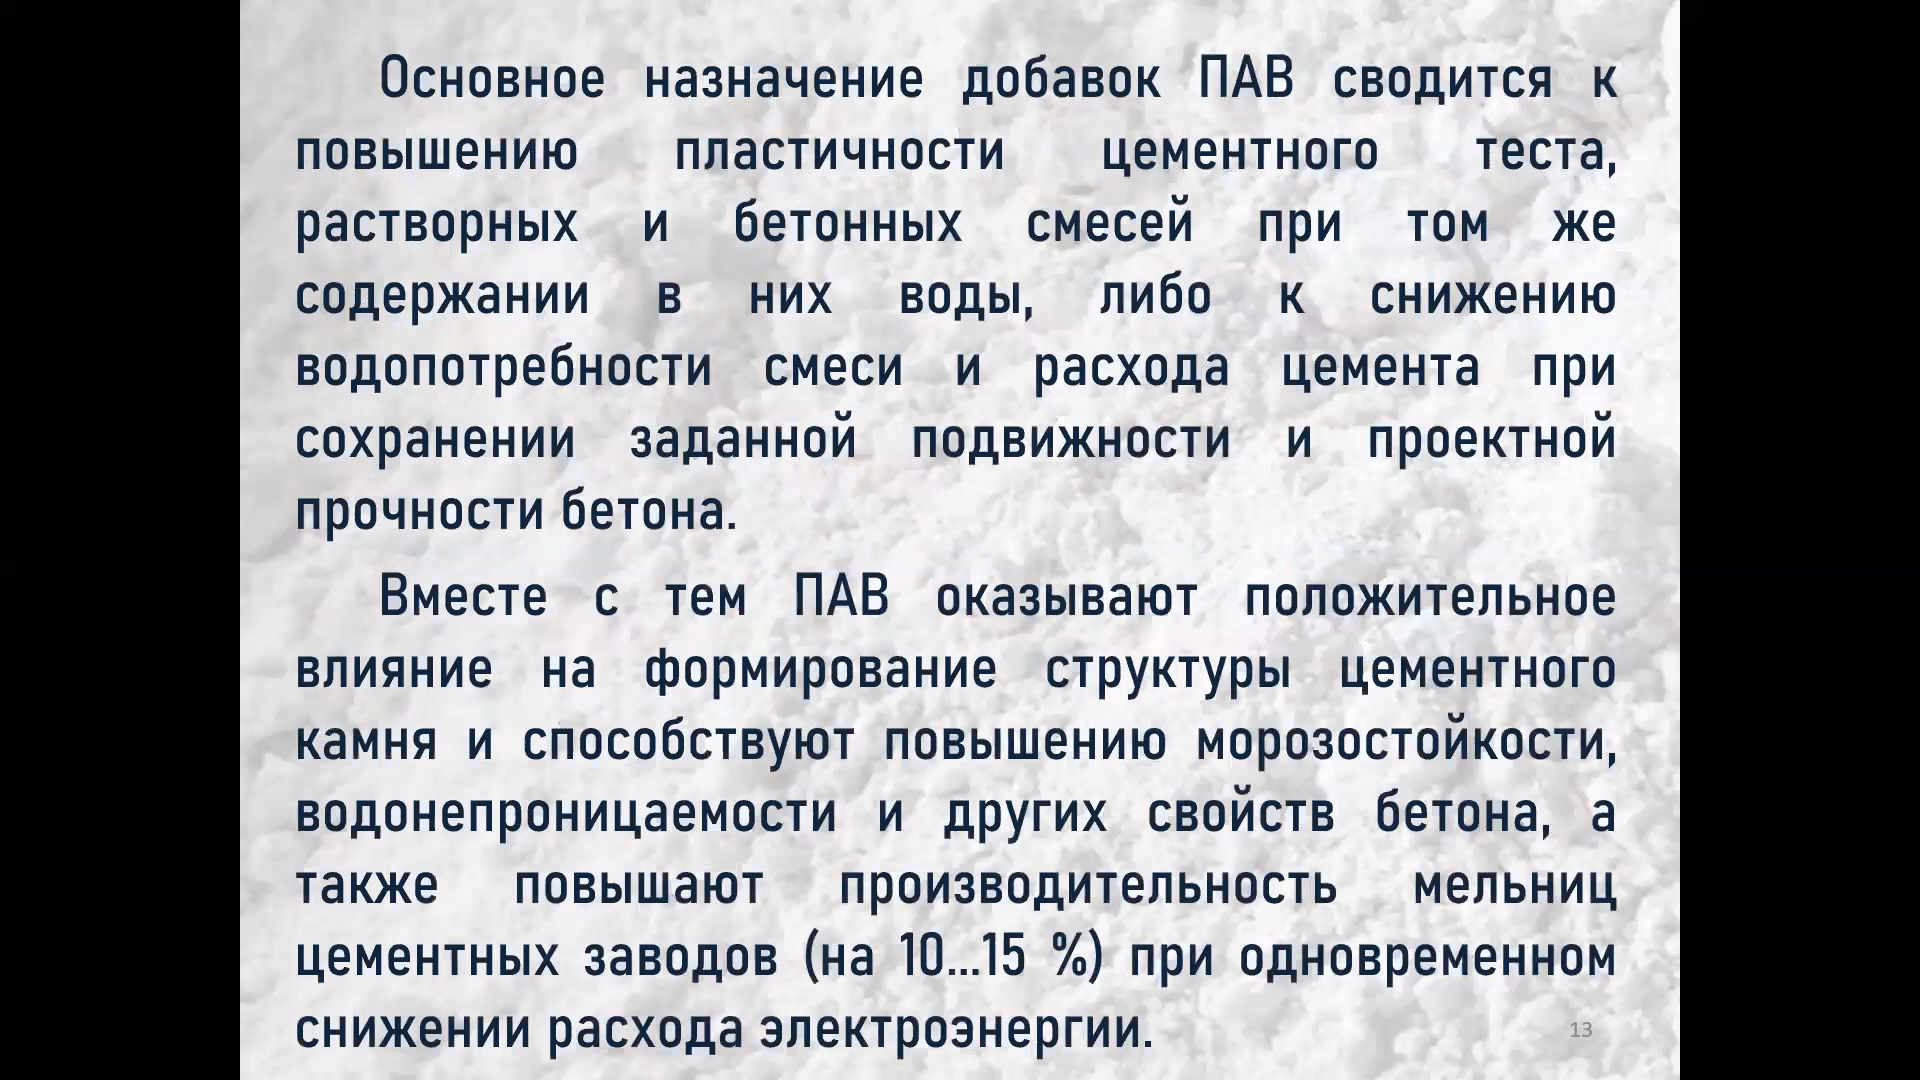 Основное назначение добавок ПАВ сводится к
повышению пластичности цементного теста,
растворных и бетонных смесей при том же
содержании в них воды, либо к снижению
водопотребности смеси и расхода цемента при
сохранении заданной подвижности и проектной
прочности бетона.
Вместе с тем ПАВ оказывают положительное
влияние на формирование структуры цементного
камня и способствуют повышению морозостойкости,
водонепроницаемости и других свойств бетона, а
также повышают производительность мельниц
цементных заводов (на 10...15 %) при одновременном
снижении расхода электроэнергии.
13